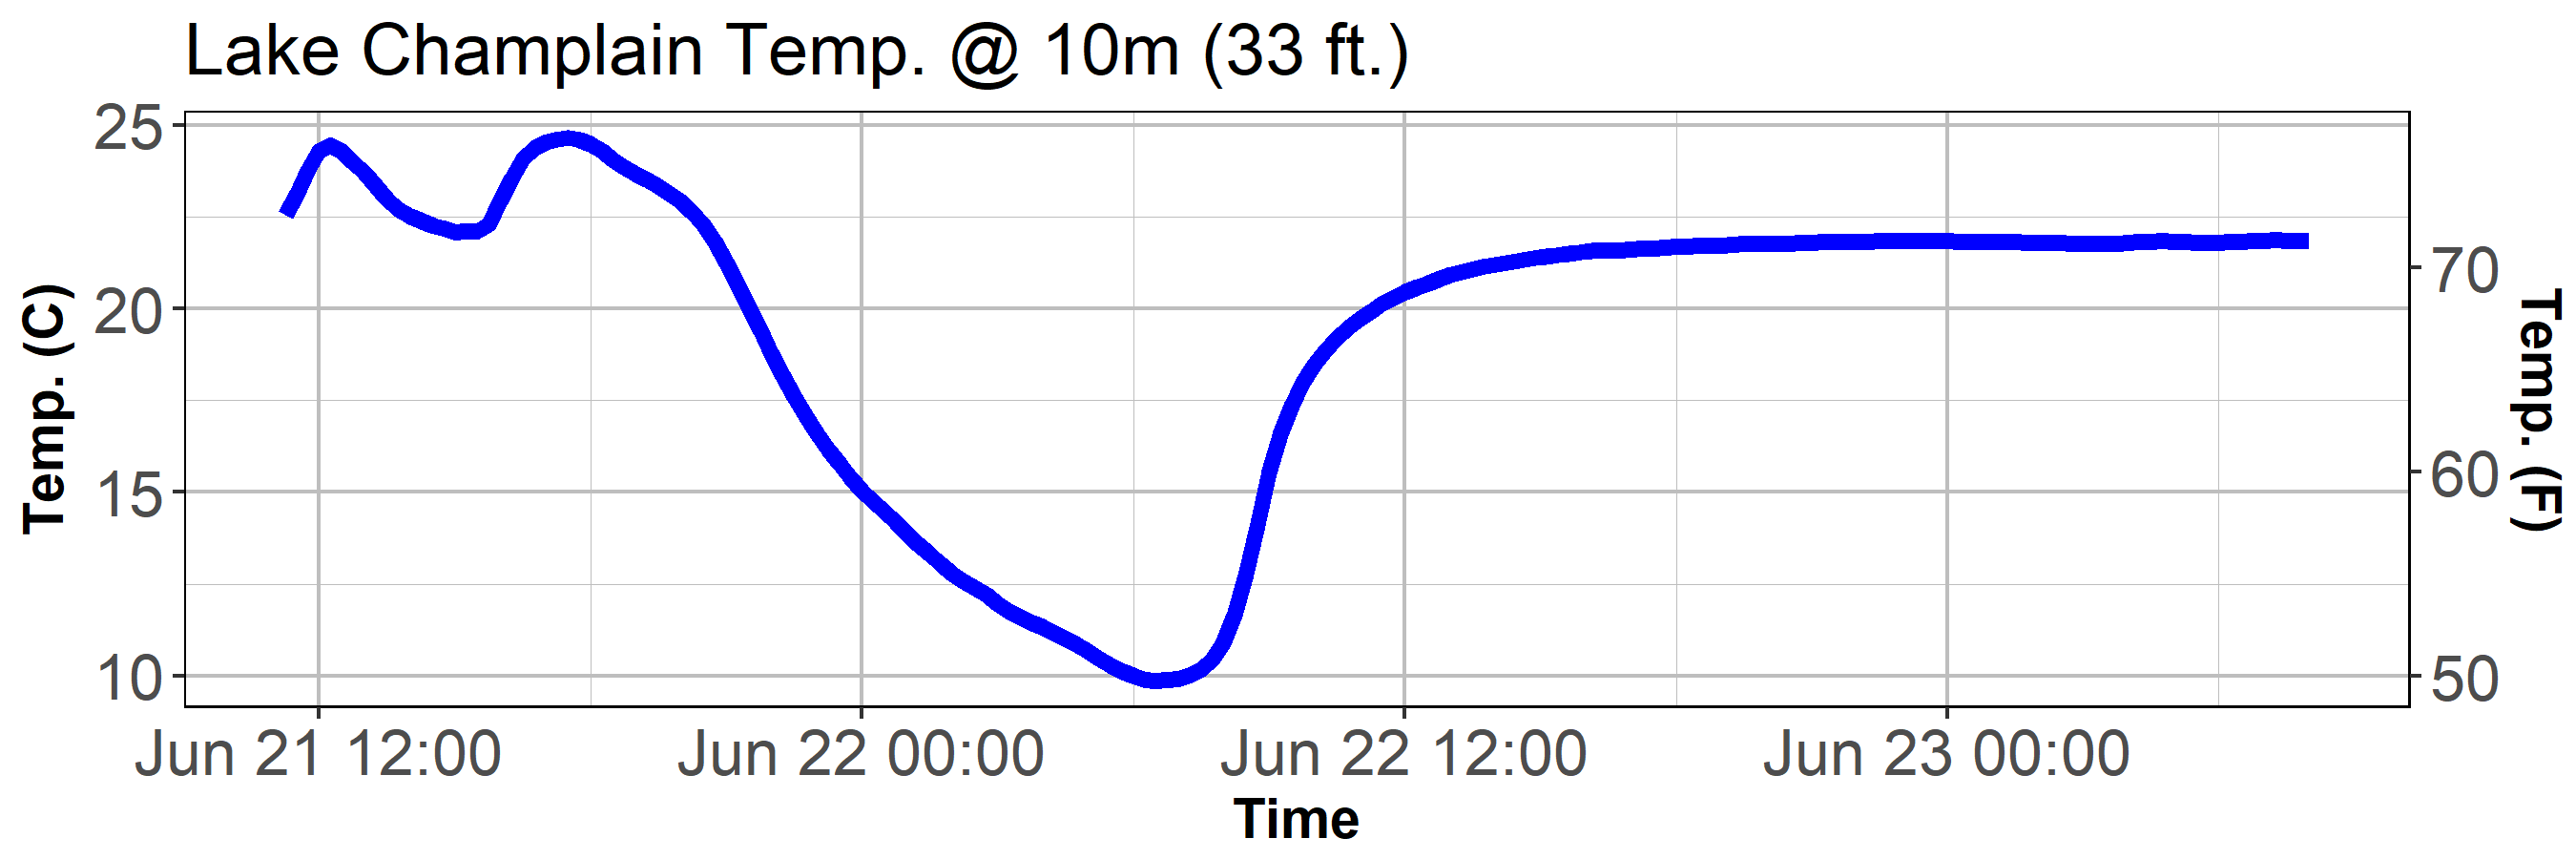 Lake Champlain Temp. @ 10m (33 ft.)
Temp. (C)
25
20
15
10
70
60
50
Temp. (F)
Jun 21 12:00 Jun 22 00:00 Jun 22 12:00 Jun 23 00:00
Time